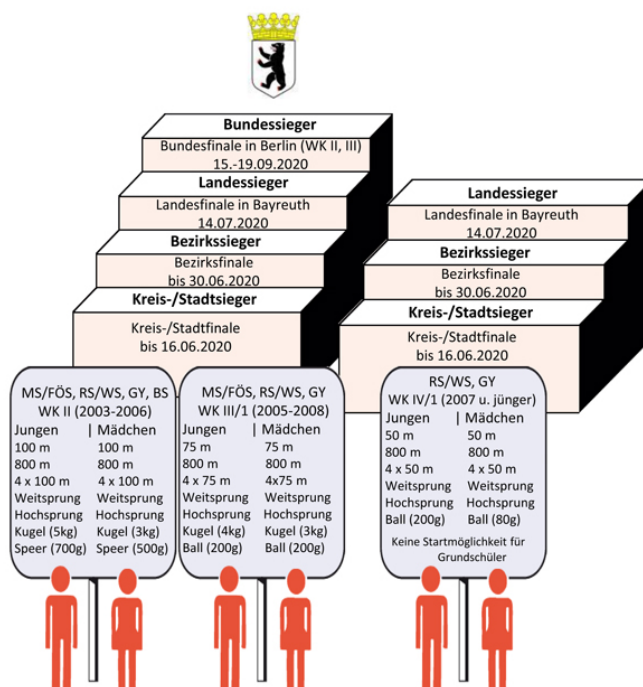 Bundessieger
Bundesfinale in Berlin (WK II, III)
15.-19.09.2020
Landessieger
Landesfinale in Bayreuth
14.07.2020
Bezirkssieger
Bezirksfinale
bis 30.06.2020
Kreis-/Stadtsieger
Kreis-/Stadtfinale
bis 16.06.2020
Landessieger
Landesfinale in Bayreuth
14.07.2020
Bezirkssieger
Bezirksfinale
bis 30.06.2020
Kreis-/Stadtsieger
Kreis-/Stadtfinale
bis 16.06.2020
MS/FÖS, RS/WS, GY, BS
WK II (2003-2006)
Jungen | Mädchen
100 m 100 m
800 m 800 m
4 x 100 m 4 x 100 m
Weitsprung Weitsprung
Hochsprung Hochsprung
Kugel (5kg) Kugel (3kg)
Speer (700g) Speer (500g)
MS/FÖS, RS/WS, GY
WK III/1 (2005-2008)
Jungen | Mädchen
75 m 75 m
800 m 800 m
4 x 75 m 4x75 m
Weitsprung Weitsprung
Hochsprung Hochsprung
Kugel (4kg) Kugel (3kg)
Ball (200g) Ball (200g)
RS/WS, GY
WK IV/1 (2007 u. jünger)
Jungen | Mädchen
50 m 50 m
800 m 800 m
4 x 50 m 4 x 50 m
Weitsprung Weitsprung
Hochsprung Hochsprung
Ball (200g) Ball (80g)
Keine Startmöglichkeit für
Grundschüler